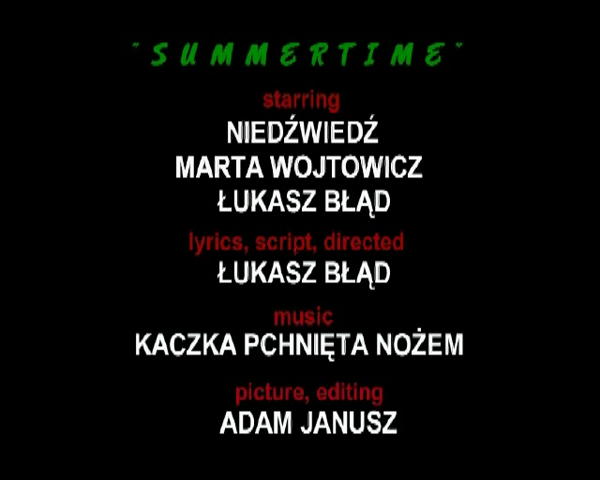 "SUMMERTIME"
starring
NIEDŹWIEDŹ
MARTA WOJTOWICZ
ŁUKASZ BŁĄD
lyrics, script, directed
ŁUKASZ BŁĄD
music
KACZKA PCHNIĘTA NOŻEM
picture, editing
ADAM JANUSZ